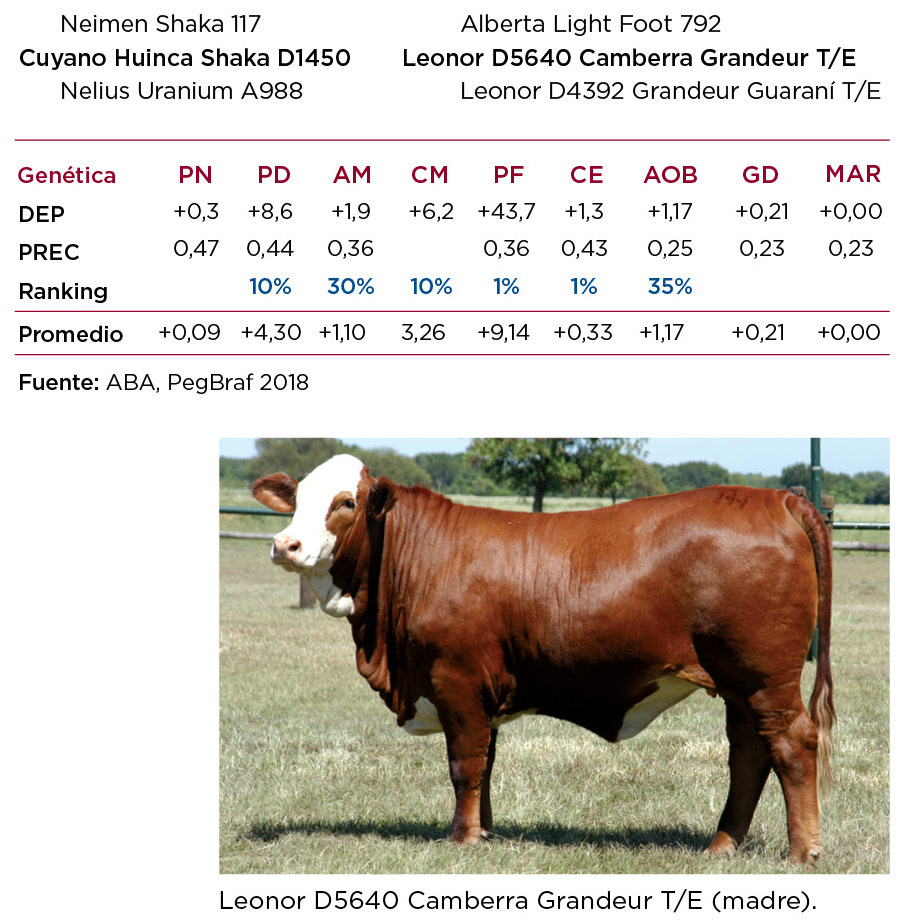 Neimen Shaka 117
Cuyano Huinca Shaka D1450
Nelius Uranium A988
Alberta Light Foot 792
Leonor D5640 Camberra Grandeur T/E
Leonor D4392 Grandeur Guaraní T/E
Genética PN PD AM CM PF CE AOB GD MAR
DEP +0,3 +8,6 +1,9 +6,2 +43,7 +1,3 +1,17 +0,21 +0,00
PREC 0,47 0,44 0,36 0,36 0,43 0,25 0,23 0,23
Ranking 10% 30% 10% 1% 1% 35%
Promedio +0,09 +4,30 +1,10 3,26 +9,14 +0,33 +1,17 +0,21 +0,00
Fuente: ABA, PegBraf 2018
Leonor D5640 Camberra Grandeur T/E (madre).